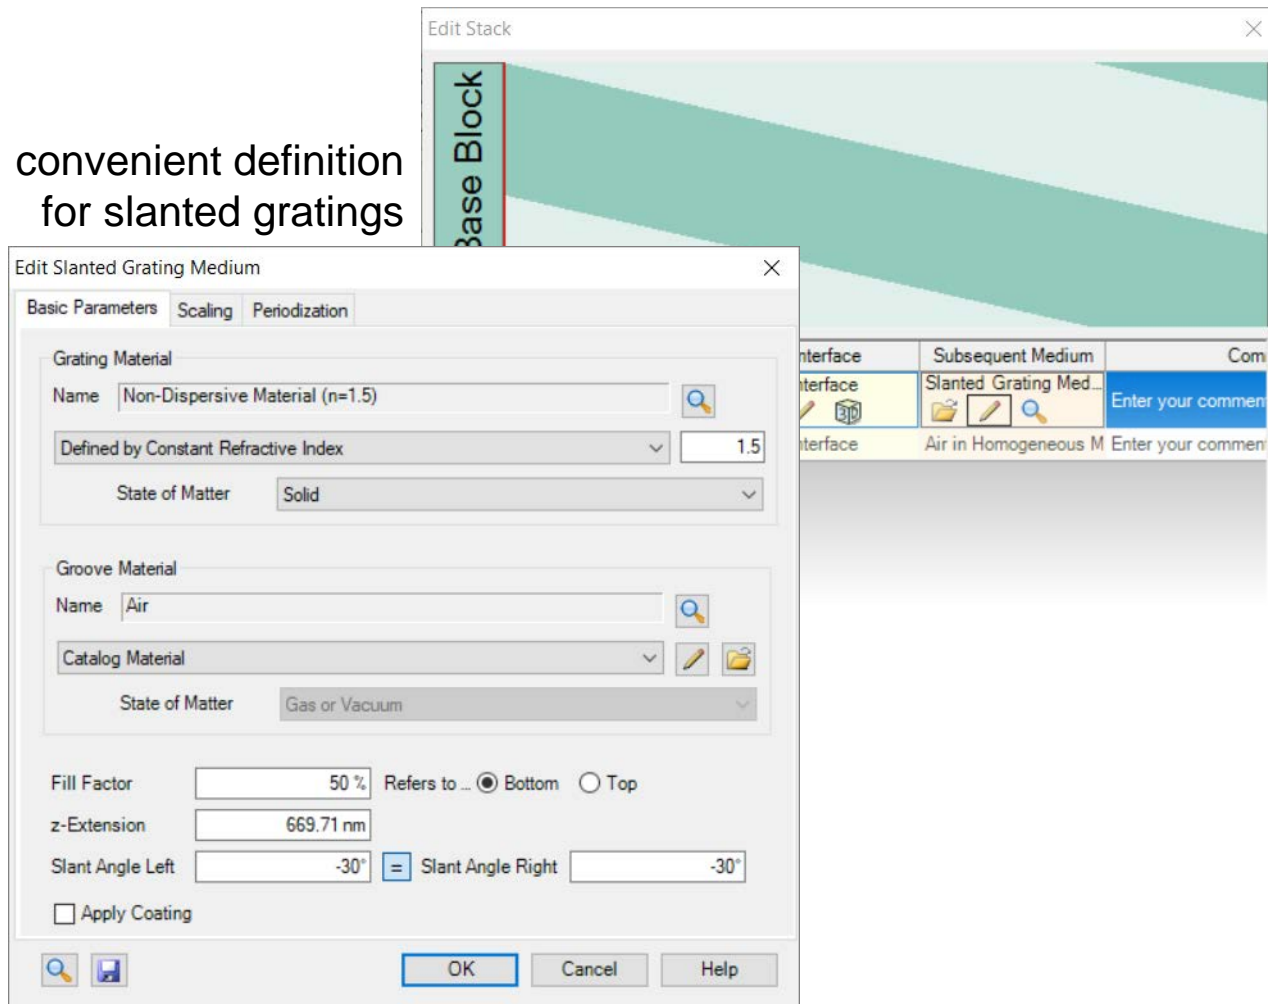 Edit Stack
Base Block
convenient definition
for slanted gratings
Edit Slanted Grating Medium
Basic Parameters Scaling Periodization
Grating Material
Name Non-Dispersive Material (n=1.5)
Defined by Constant Refractive Index 1.5
State of Matter Solid
Groove Material
Name Air
Catalog Material
State of Matter Gas or Vacuum
Fill Factor 50 % Refers to ... Bottom Top
z-Extension 669.71 nm
Slant Angle Left -30° = Slant Angle Right -30°
Apply Coating
OK Cancel Help
nterface Subsequent Medium Com
nterface Slanted Grating Med...
3D Enter your commen
nterface Air in Homogeneous M Enter your commen